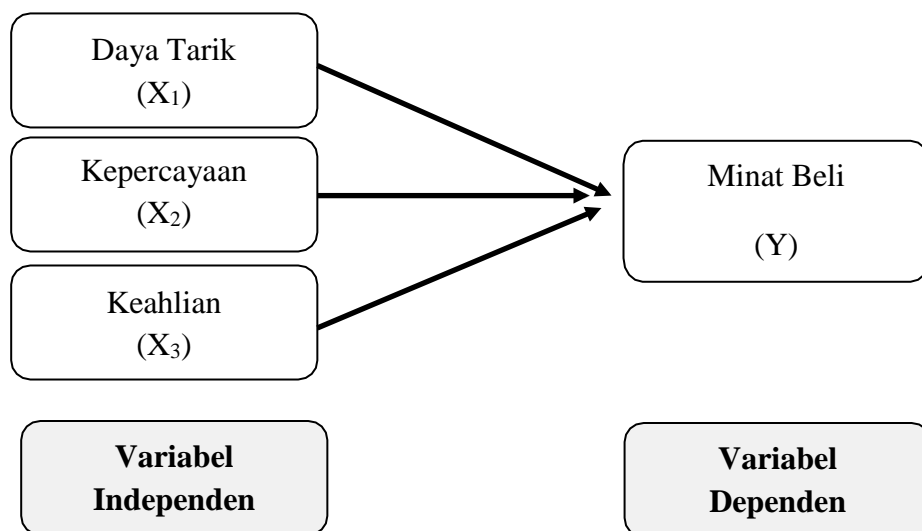 Daya Tarik
(X₁)
Kepercayaan
(X₂)
Keahlian
(X₃)
Minat Beli
(Y)
Variabel
Independen
Variabel
Dependen